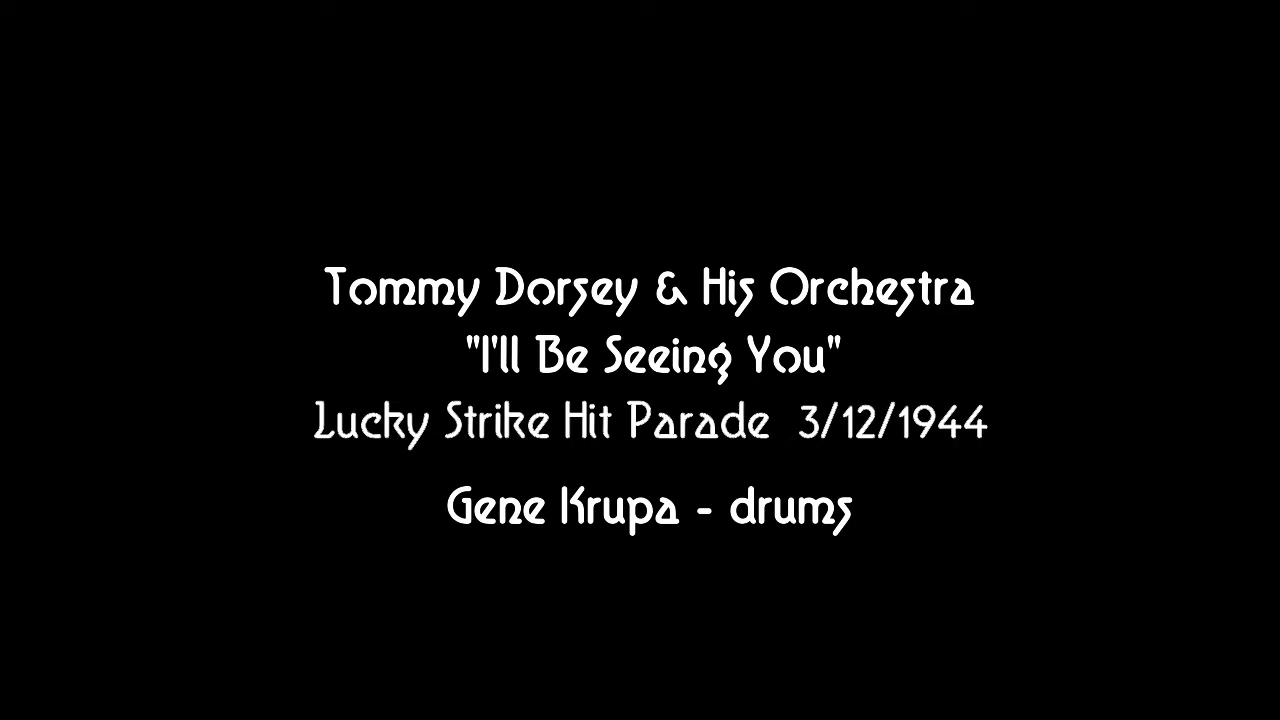 Tommy Dorsey & His Orchestra
"I'll Be Seeing You"
Lucky Strike Hit Parade 3/12/1944
Gene Krupa - drums